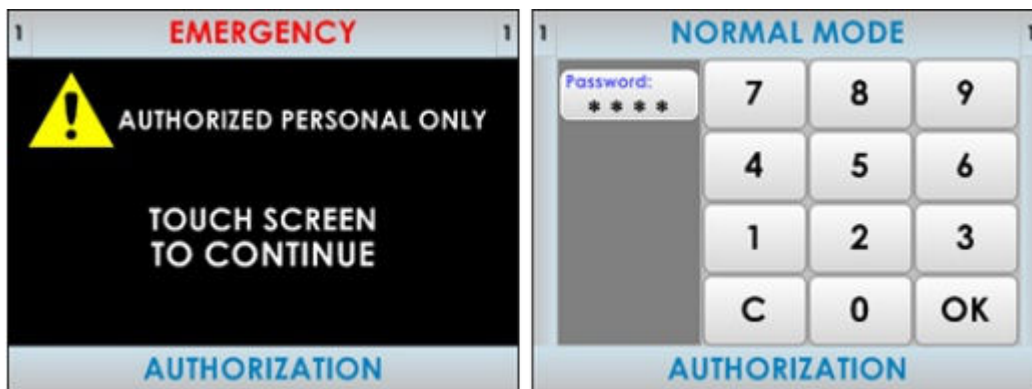 1 EMERGENCY 1
!
AUTHORIZED PERSONAL ONLY
TOUCH SCREEN
TO CONTINUE
AUTHORIZATION
1 NORMAL MODE 1
Password:
* * * *
7 8 9
4 5 6
1 2 3
C 0 OK
AUTHORIZATION